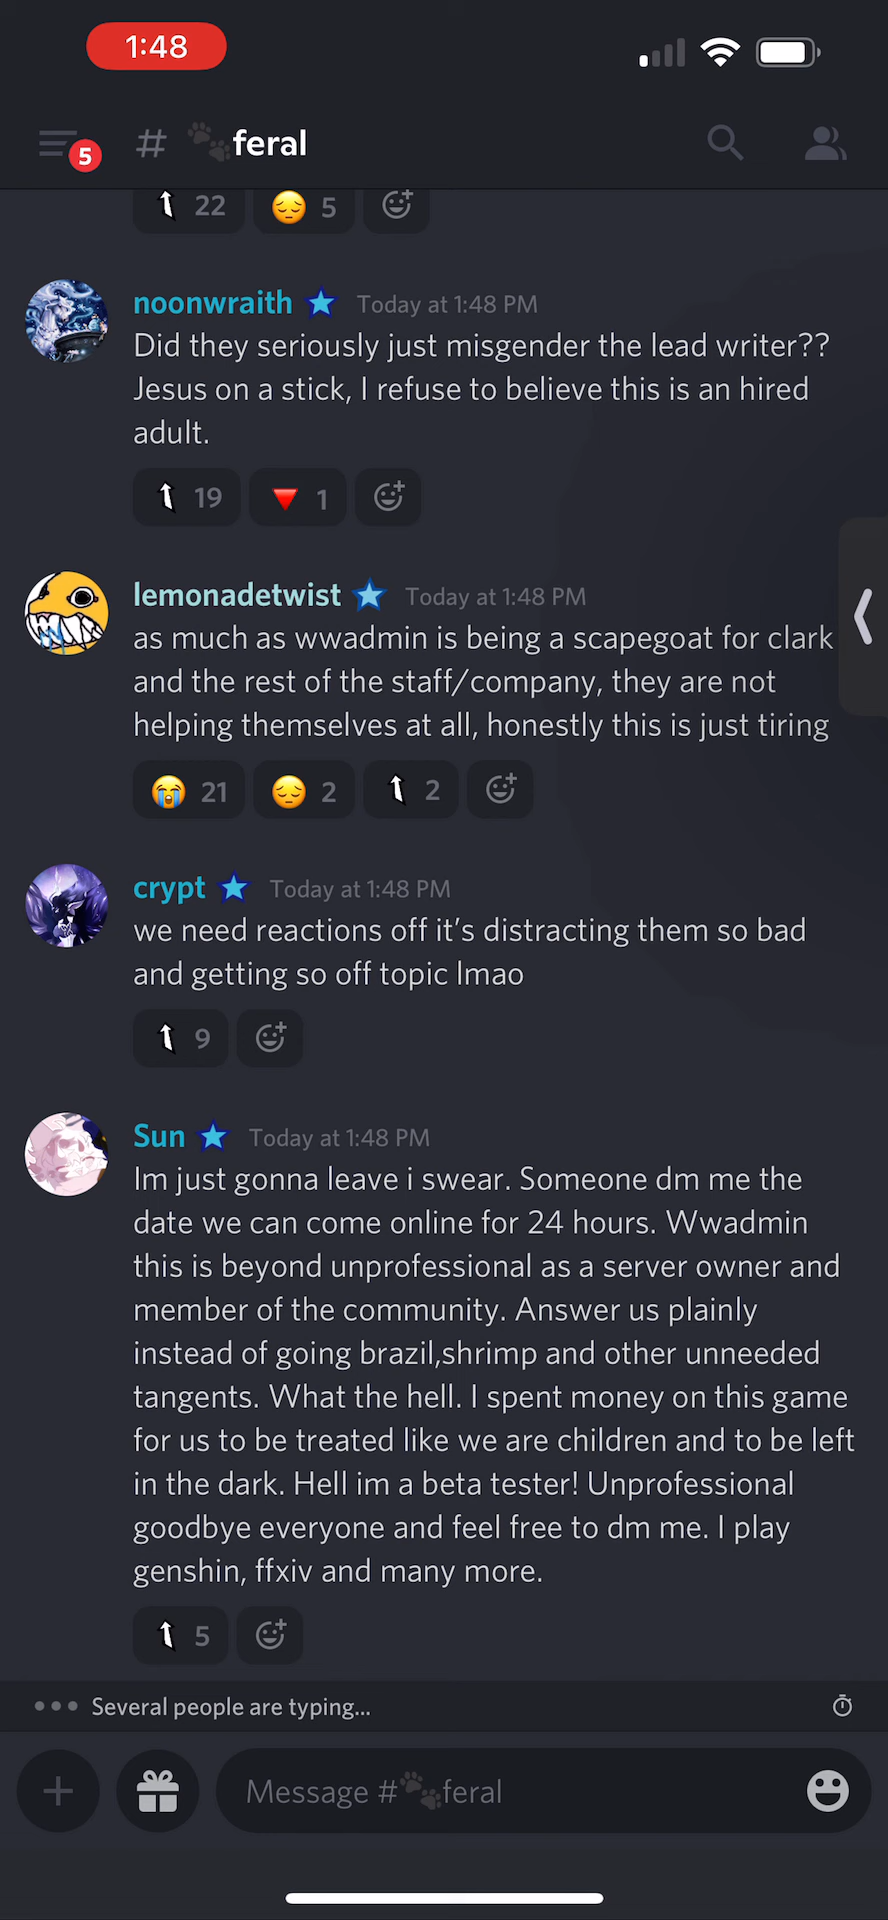 1:48
5
# feral
22 5
noonwraith Today at 1:48 PM
Did they seriously just misgender the lead writer??
Jesus on a stick, I refuse to believe this is an hired
adult.
19 1
lemonadetwist Today at 1:48 PM
as much as wwadmin is being a scapegoat for clark
and the rest of the staff/company, they are not
helping themselves at all, honestly this is just tiring
21 2 2
crypt Today at 1:48 PM
we need reactions off it’s distracting them so bad
and getting so off topic lmao
9
Sun Today at 1:48 PM
Im just gonna leave i swear. Someone dm me the
date we can come online for 24 hours. Wwadmin
this is beyond unprofessional as a server owner and
member of the community. Answer us plainly
instead of going brazil,shrimp and other unneeded
tangents. What the hell. I spent money on this game
for us to be treated like we are children and to be left
in the dark. Hell im a beta tester! Unprofessional
goodbye everyone and feel free to dm me. I play
genshin, ffxiv and many more.
5
Several people are typing...
Message #🐾feral